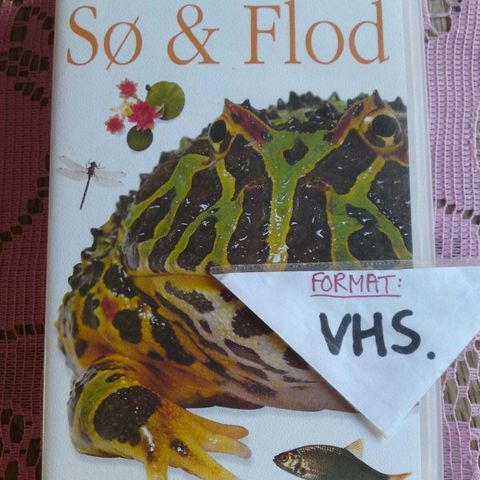 Sø & Flod
FORMAT:
VHS.